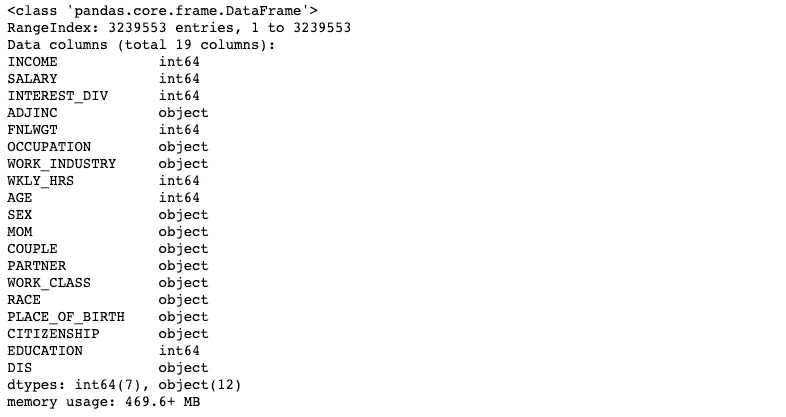 <class 'pandas.core.frame.DataFrame'>
RangeIndex: 3239553 entries, 1 to 3239553
Data columns (total 19 columns):
INCOME            int64
SALARY            int64
INTEREST_DIV      int64
ADJINC            object
FNLWGT            int64
OCCUPATION        object
WORK_INDUSTRY     object
WKLY_HRS          int64
AGE               int64
SEX               object
MOM               object
COUPLE            object
PARTNER           object
WORK_CLASS        object
RACE              object
PLACE_OF_BIRTH    object
CITIZENSHIP       object
EDUCATION         int64
DIS               object
dtypes: int64(7), object(12)
memory usage: 469.6+ MB